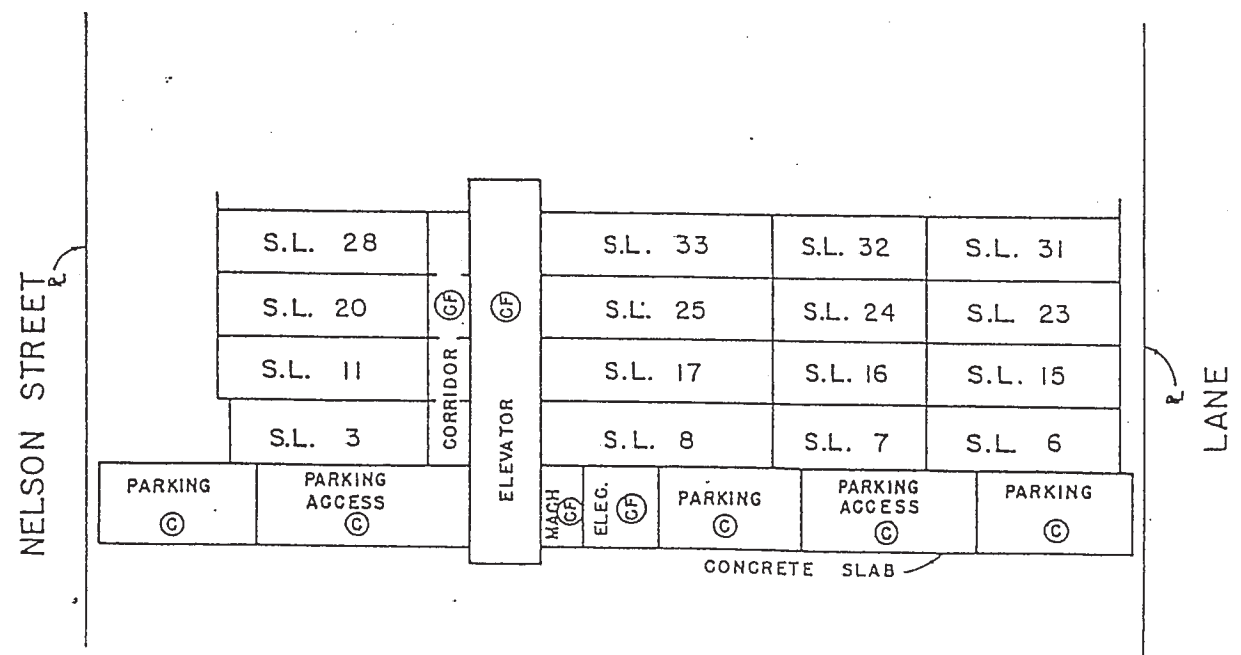 NELSON STREET
S.L. 28
S.L. 33
S.L. 32
S.L. 31
S.L. 20
CF
CF
S.L. 25
S.L. 24
S.L. 23
S.L. 11
S.L. 17
S.L. 16
S.L. 15
CORRIDOR
ELEVATOR
S.L. 3
S.L. 8
S.L. 7
S.L. 6
PARKING
C
PARKING
ACCESS
C
MACH
CF
ELEC.
CF
PARKING
C
PARKING
ACCESS
C
PARKING
C
CONCRETE SLAB
LANE